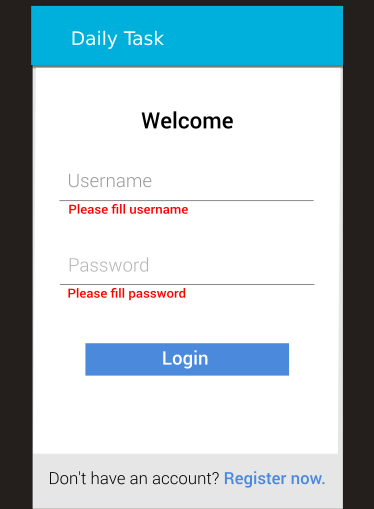 Daily Task
Welcome
Username
Please fill username
Password
Please fill password
Login
Don't have an account? Register now.